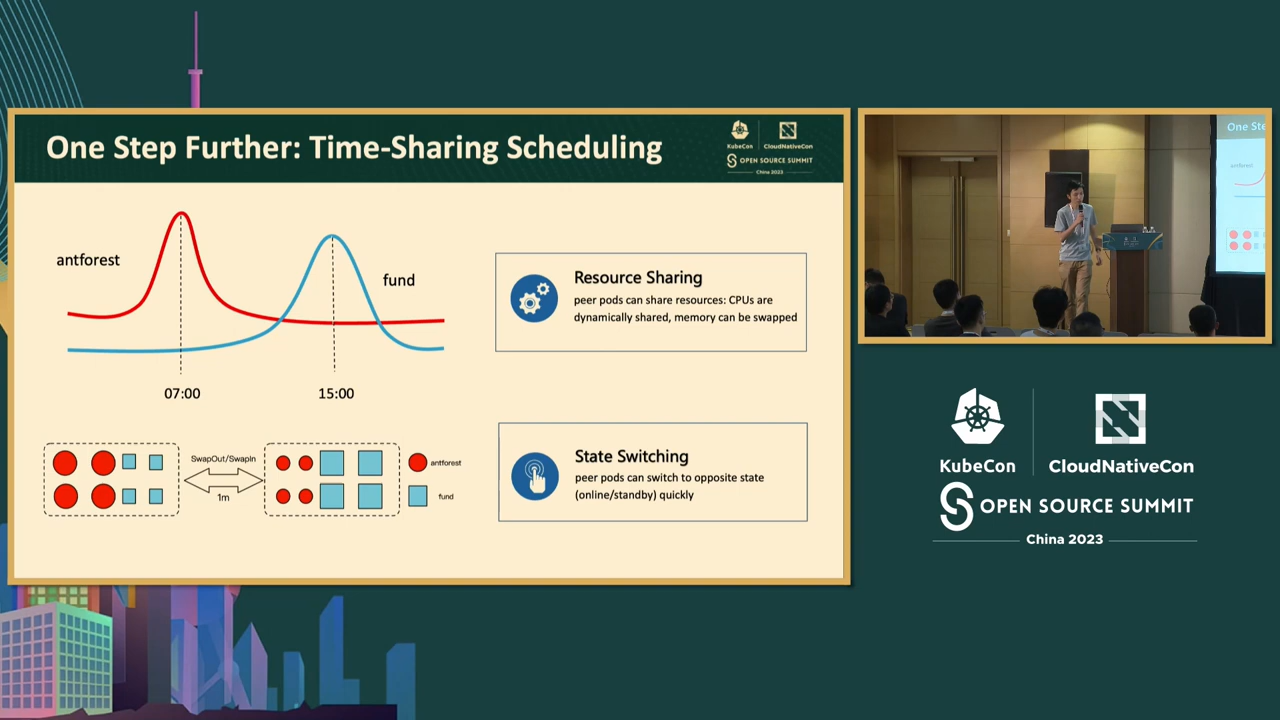 One Step Further: Time-Sharing Scheduling
KubeCon
CloudNativeCon
OPEN SOURCE SUMMIT
China 2023
antforest
fund
07:00
15:00
Resource Sharing
peer pods can share resources: CPUs are
dynamically shared, memory can be swapped
SwapOut/SwapIn
1m
antforest
fund
State Switching
peer pods can switch to opposite state
(online/standby) quickly
One Ste
antforest
KubeCon
CloudNativeCon
OPEN SOURCE SUMMIT
China 2023